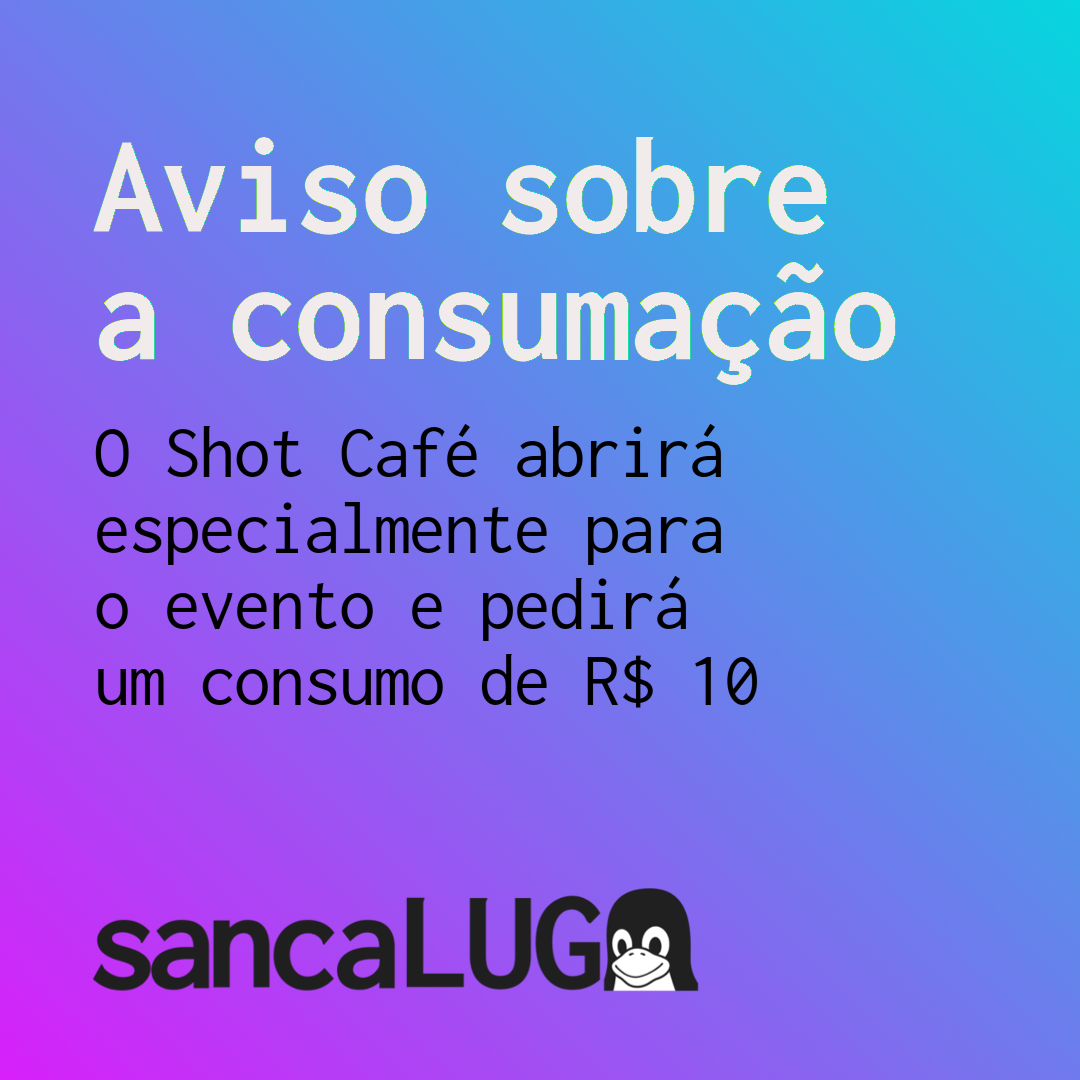 Aviso sobre
a consumação
O Shot Café abrirá
especialmente para
o evento e pedirá
um consumo de R$ 10
sancaLUG